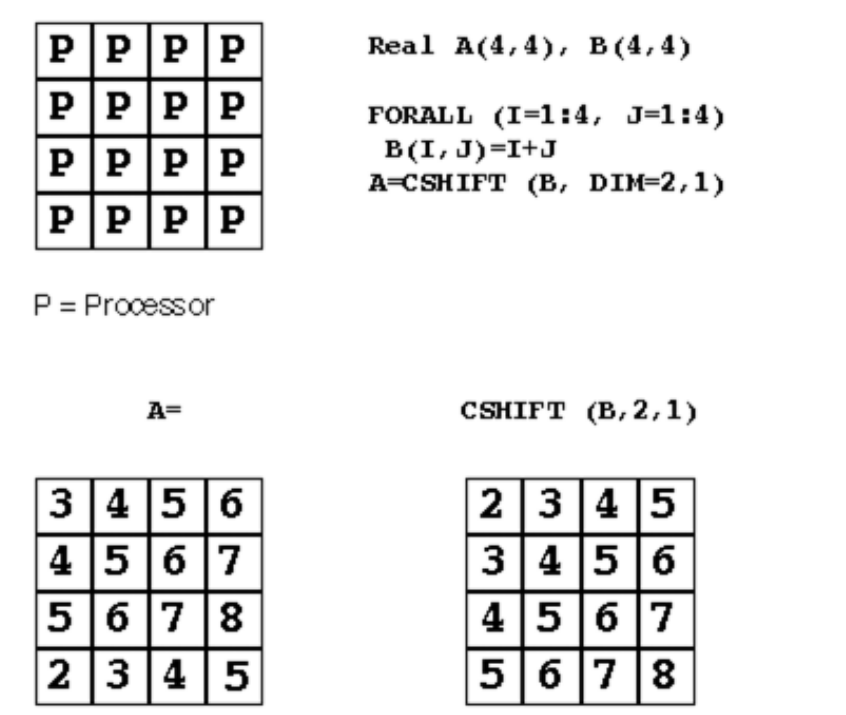 P P P P
P P P P
P P P P
P P P P
Real A(4,4), B(4,4)
FORALL (I=1:4, J=1:4)
B(I,J)=I+J
A=CSHIFT (B, DIM=2,1)
P = Processor
A=
3 4 5 6
4 5 6 7
5 6 7 8
2 3 4 5
CSHIFT (B,2,1)
2 3 4 5
3 4 5 6
4 5 6 7
5 6 7 8